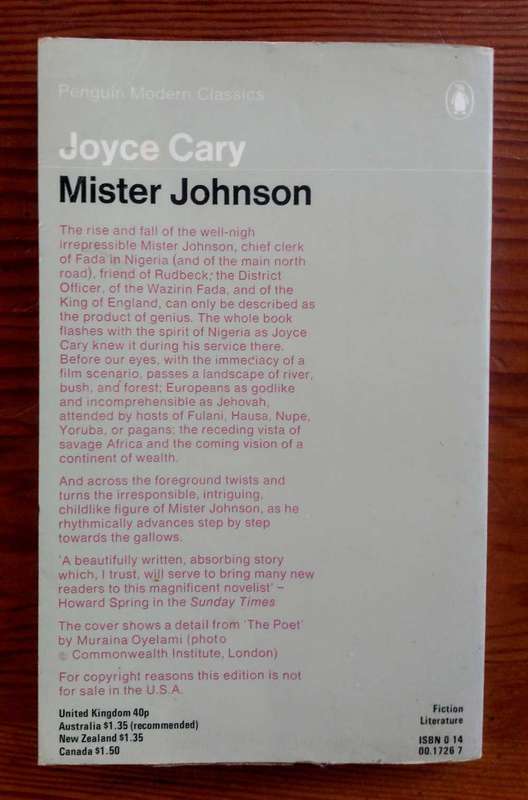 Penguin Modern Classics
Joyce Cary
Mister Johnson
The rise and fall of the well-nigh
irrepressible Mister Johnson, chief clerk
of Fada in Nigeria (and of the main north
road), friend of Rudbeck, the District
Officer, of the Wazirin Fada, and of the
King of England, can only be described as
the product of genius. The whole book
flashes with the spirit of Nigeria as Joyce
Cary knew it during his service there.
Before our eyes, with the immediacy of a
film scenario, passes a landscape of river,
bush, and forest; Europeans as godlike
and incomprehensible as Jehovah,
attended by hosts of Fulani, Hausa, Nupe,
Yoruba, or pagans; the receding vista of
savage Africa and the coming vision of a
continent of wealth.
And across the foreground twists and
turns the irresponsible, intriguing,
childlike figure of Mister Johnson, as he
rhythmically advances step by step
towards the gallows.
'A beautifully written, absorbing story
which, I trust, will serve to bring many new
readers to this magnificent novelist' –
Howard Spring in the Sunday Times
The cover shows a detail from 'The Poet'
by Muraina Oyelami (photo
© Commonwealth Institute, London)
For copyright reasons this edition is not
for sale in the U.S.A.
United Kingdom 40p
Australia $1.35 (recommended)
New Zealand $1.35
Canada $1.50
Fiction
Literature
ISBN 0 14
00.1726 7